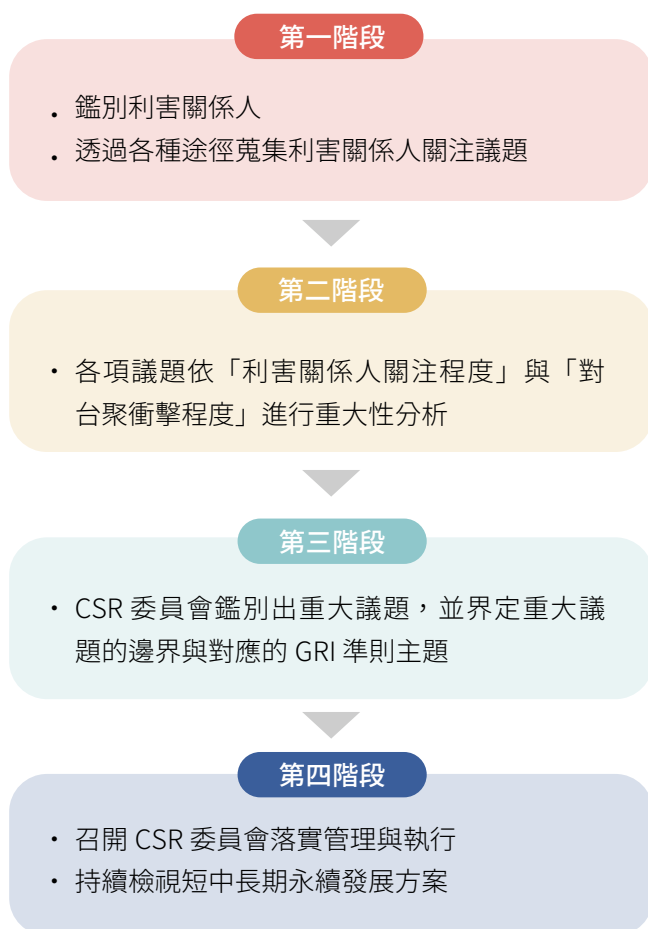 第一階段
. 鑑別利害關係人
. 透過各種途徑蒐集利害關係人關注議題
第二階段
・ 各項議題依「利害關係人關注程度」與「對
台聚衝擊程度」進行重大性分析
第三階段
・ CSR 委員會鑑別出重大議題，並界定重大議
題的邊界與對應的 GRI 準則主題
第四階段
・ 召開 CSR 委員會落實管理與執行
・ 持續檢視短中長期永續發展方案